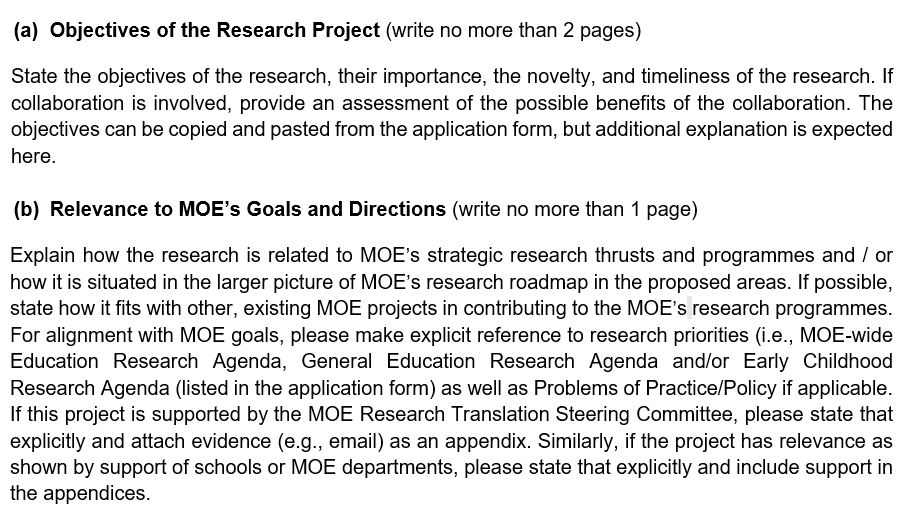 (a) Objectives of the Research Project (write no more than 2 pages)
State the objectives of the research, their importance, the novelty, and timeliness of the research. If
collaboration is involved, provide an assessment of the possible benefits of the collaboration. The
objectives can be copied and pasted from the application form, but additional explanation is expected
here.
(b) Relevance to MOE’s Goals and Directions (write no more than 1 page)
Explain how the research is related to MOE’s strategic research thrusts and programmes and / or
how it is situated in the larger picture of MOE’s research roadmap in the proposed areas. If possible,
state how it fits with other, existing MOE projects in contributing to the MOE’s research programmes.
For alignment with MOE goals, please make explicit reference to research priorities (i.e., MOE-wide
Education Research Agenda, General Education Research Agenda and/or Early Childhood
Research Agenda (listed in the application form) as well as Problems of Practice/Policy if applicable.
If this project is supported by the MOE Research Translation Steering Committee, please state that
explicitly and attach evidence (e.g., email) as an appendix. Similarly, if the project has relevance as
shown by support of schools or MOE departments, please state that explicitly and include support in
the appendices.